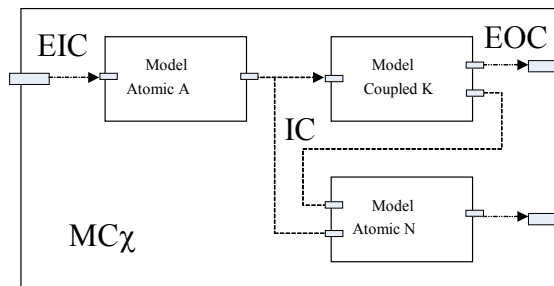 EIC
Model
Atomic A
Model
Coupled K
EOC
IC
Model
Atomic N
MCχ